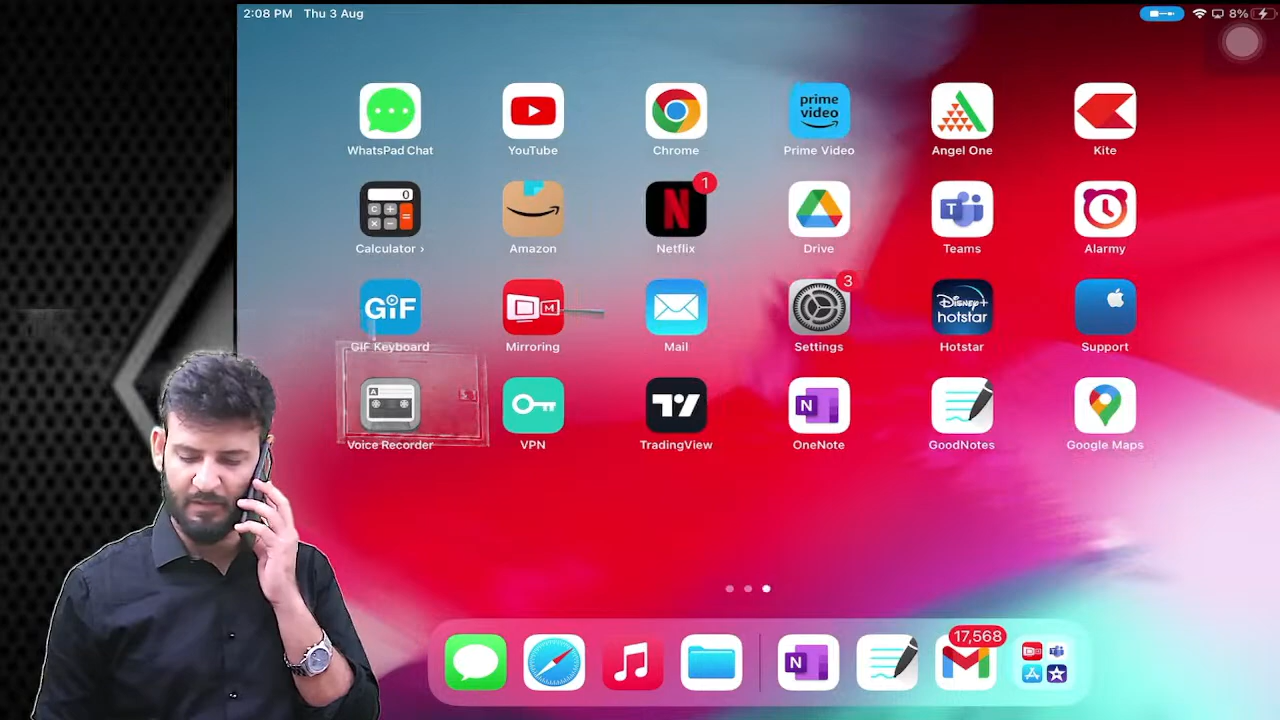 2:08 PM Thu 3 Aug
8%
WhatsPad Chat
YouTube
Chrome
prime
video
Prime Video
Angel One
Kite
0
C
Calculator ›
Amazon
N
1
Netflix
Drive
T
Teams
Alarmy
GIF
GIF Keyboard
M
Mirroring
Mail
3
Settings
Disney+
hotstar
Hotstar
Support
A
Voice Recorder
VPN
TradingView
N
OneNote
GoodNotes
Google Maps
N
17,568